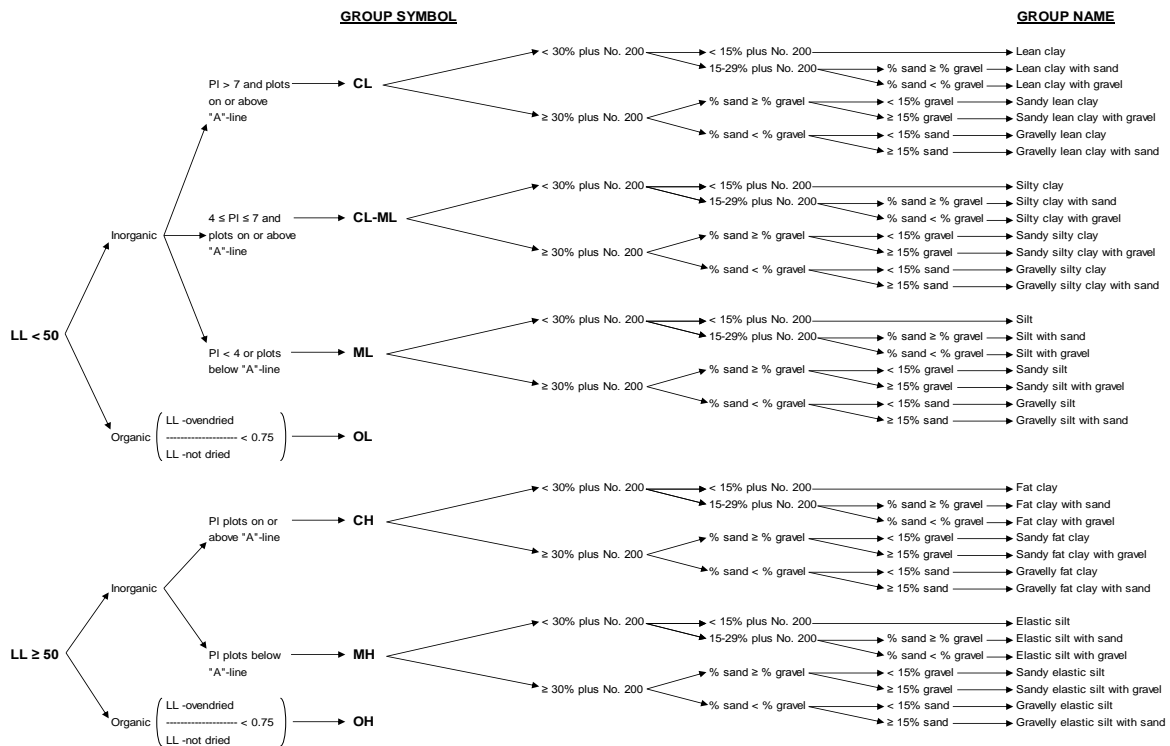 GROUP SYMBOL
GROUP NAME
LL < 50
Inorganic
PI > 7 and plots
on or above
"A"-line
CL
< 30% plus No. 200
< 15% plus No. 200
Lean clay
15-29% plus No. 200
% sand ≥ % gravel
Lean clay with sand
% sand < % gravel
Lean clay with gravel
≥ 30% plus No. 200
% sand ≥ % gravel
< 15% gravel
Sandy lean clay
≥ 15% gravel
Sandy lean clay with gravel
% sand < % gravel
< 15% gravel
Gravelly lean clay
≥ 15% sand
Gravelly lean clay with sand
4 ≤ PI ≤ 7 and
plots on or above
"A"-line
CL-ML
< 30% plus No. 200
< 15% plus No. 200
Silty clay
15-29% plus No. 200
% sand ≥ % gravel
Silty clay with sand
% sand < % gravel
Silty clay with gravel
≥ 30% plus No. 200
% sand ≥ % gravel
< 15% gravel
Sandy silty clay
≥ 15% gravel
Sandy silty clay with gravel
% sand < % gravel
< 15% sand
Gravelly silty clay
≥ 15% sand
Gravelly silty clay with sand
PI < 4 or plots
below "A"-line
ML
< 30% plus No. 200
< 15% plus No. 200
Silt
15-29% plus No. 200
% sand ≥ % gravel
Silt with sand
% sand < % gravel
Silt with gravel
≥ 30% plus No. 200
% sand ≥ % gravel
< 15% gravel
Sandy silt
≥ 15% gravel
Sandy silt with gravel
% sand < % gravel
< 15% sand
Gravelly silt
≥ 15% sand
Gravelly silt with sand
Organic
LL -ovendried
--------------------- < 0.75
LL -not dried
OL
LL ≥ 50
Inorganic
PI plots on or
above "A"-line
CH
< 30% plus No. 200
< 15% plus No. 200
Fat clay
15-29% plus No. 200
% sand ≥ % gravel
Fat clay with sand
% sand < % gravel
Fat clay with gravel
≥ 30% plus No. 200
% sand ≥ % gravel
< 15% gravel
Sandy fat clay
≥ 15% gravel
Sandy fat clay with gravel
% sand < % gravel
< 15% sand
Gravelly fat clay
≥ 15% sand
Gravelly fat clay with sand
PI plots below
"A"-line
MH
< 30% plus No. 200
< 15% plus No. 200
Elastic silt
15-29% plus No. 200
% sand ≥ % gravel
Elastic silt with sand
% sand < % gravel
Elastic silt with gravel
≥ 30% plus No. 200
% sand ≥ % gravel
< 15% gravel
Sandy elastic silt
≥ 15% gravel
Sandy elastic silt with gravel
% sand < % gravel
< 15% sand
Gravelly elastic silt
≥ 15% sand
Gravelly elastic silt with sand
Organic
LL -ovendried
--------------------- < 0.75
LL -not dried
OH